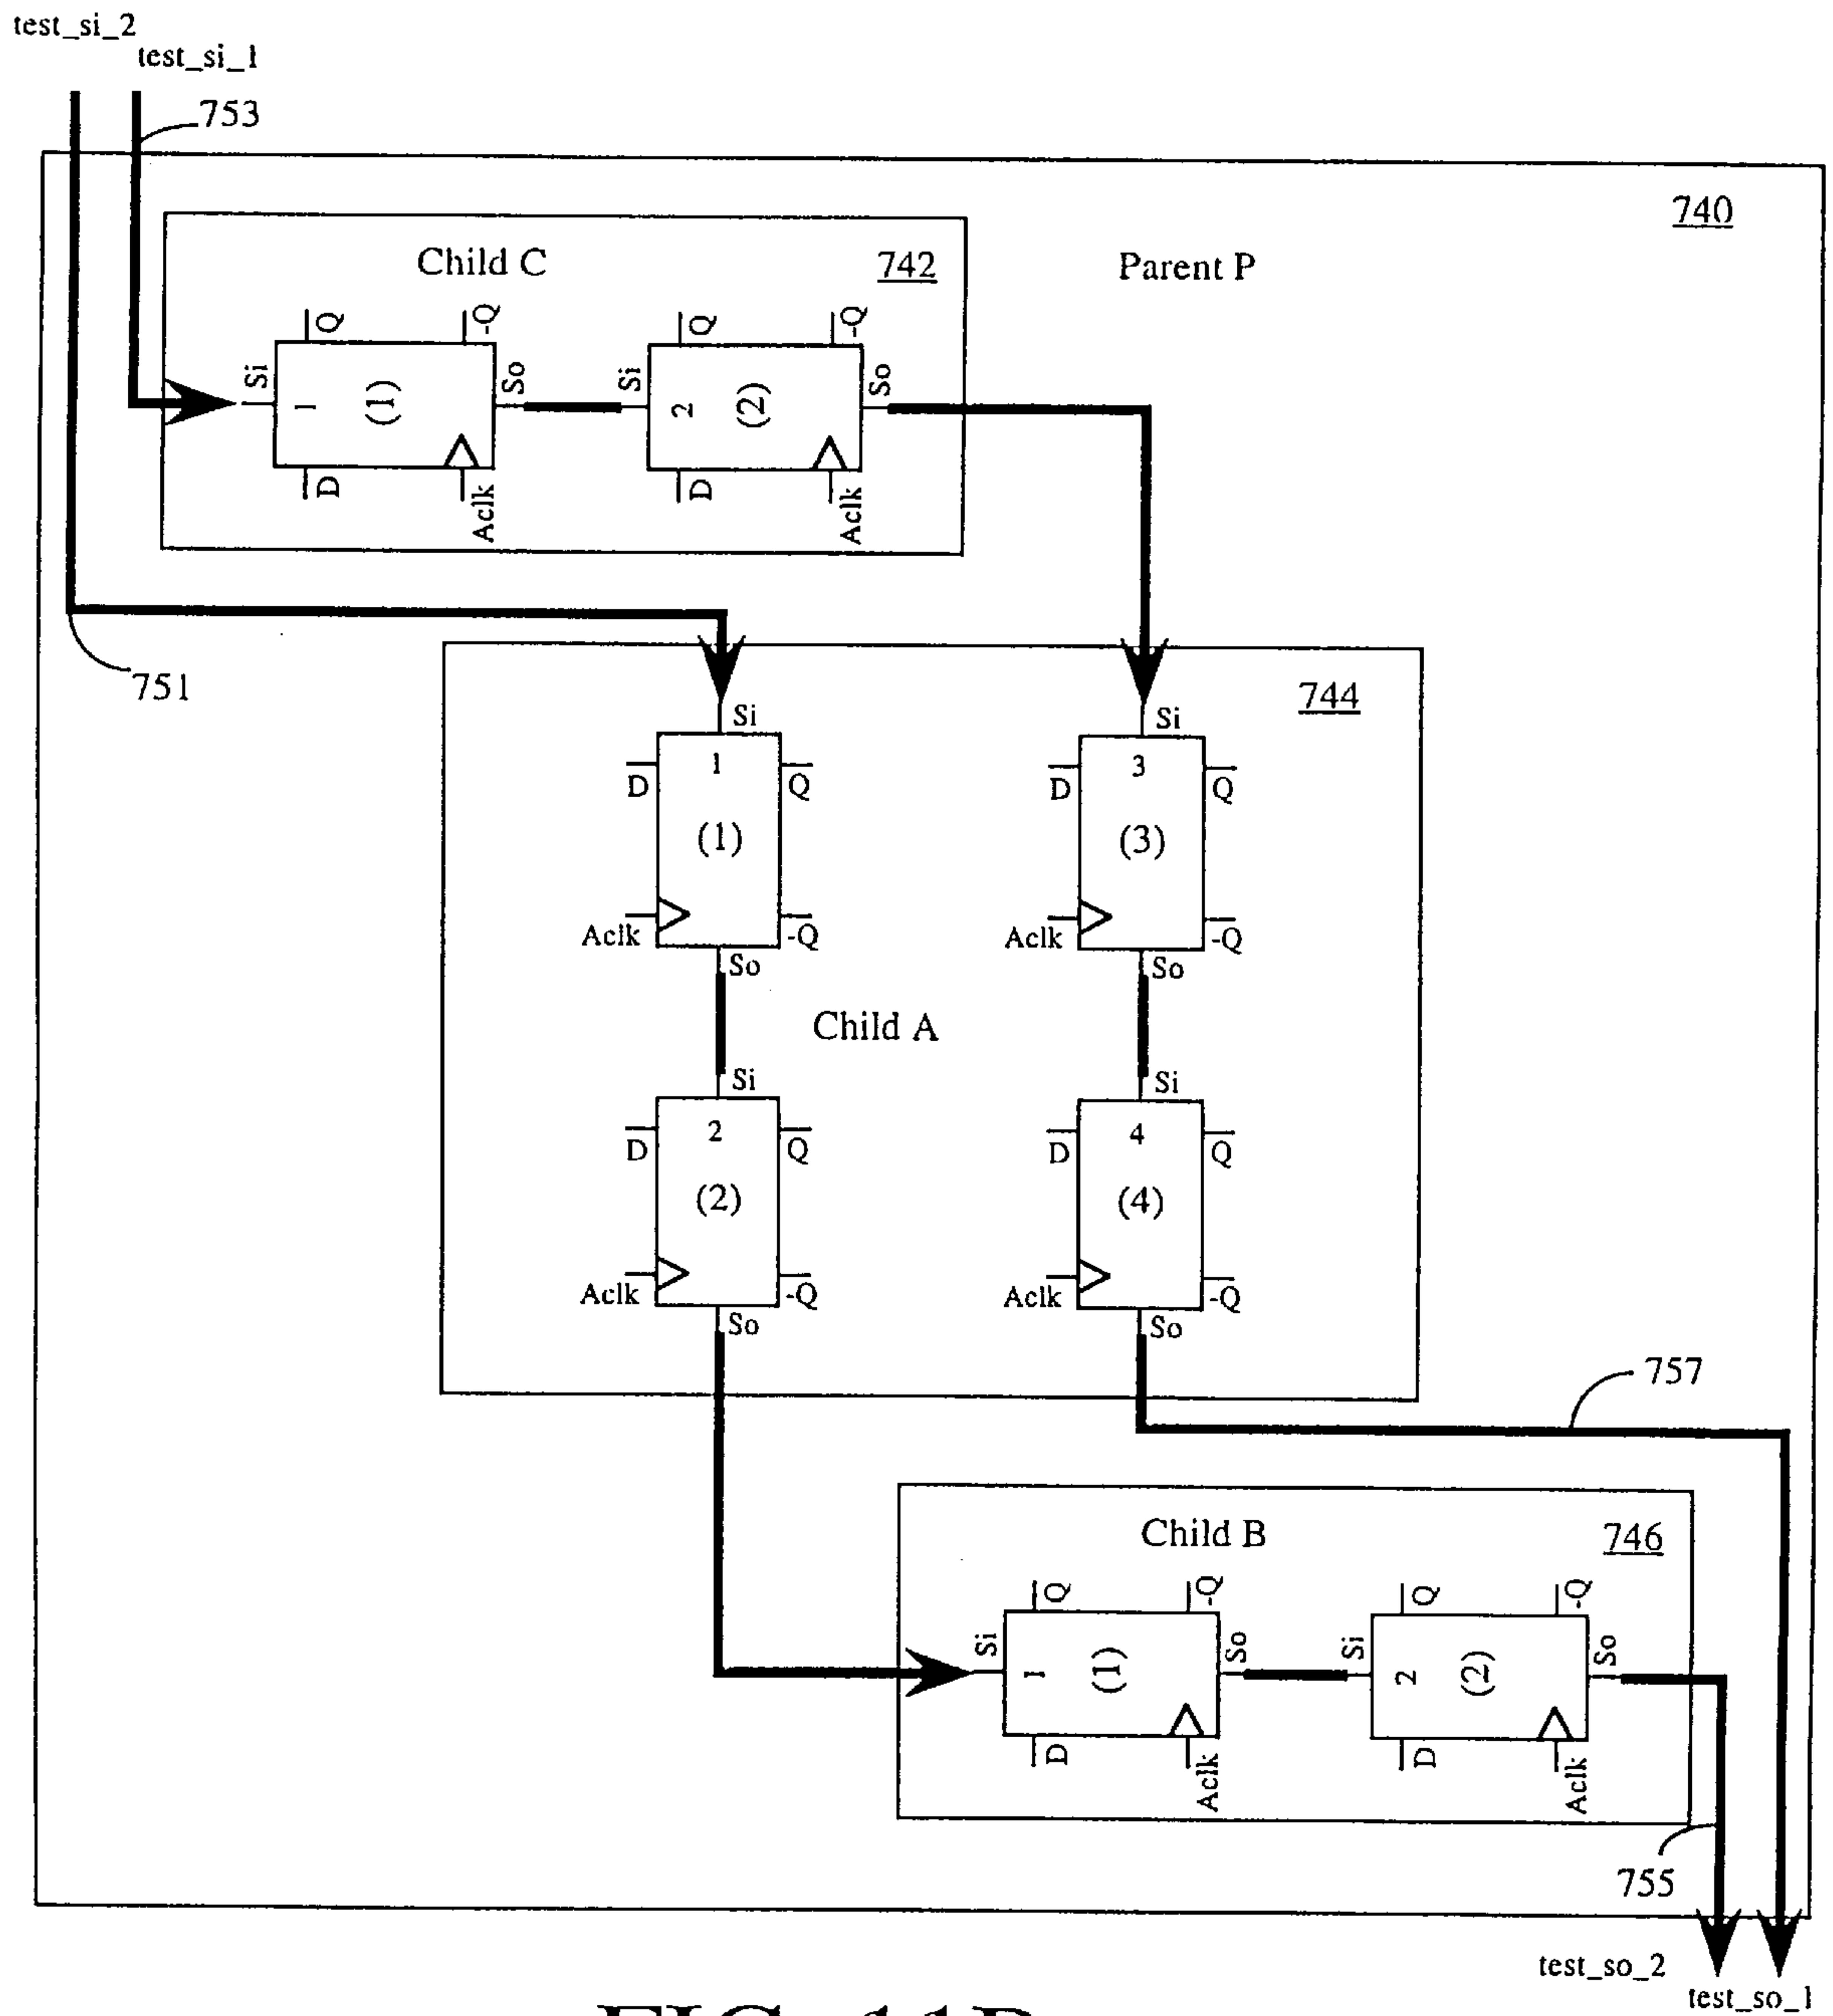 test_si_2
test_si_1
753
740
Child C
742
Parent P
Q
-Q
Q
-Q
Si
1
(1)
So
Si
2
(2)
So
D
Aclk
D
Aclk
751
744
Si
Si
D
1
Q
D
3
Q
(1)
(3)
Aclk
-Q
Aclk
-Q
So
So
Child A
Si
Si
D
2
Q
D
4
Q
(2)
(4)
Aclk
-Q
Aclk
-Q
So
So
757
Child B
746
Q
-Q
Q
-Q
Si
1
(1)
So
Si
2
(2)
So
D
Aclk
D
Aclk
755
test_so_2
test_so_1